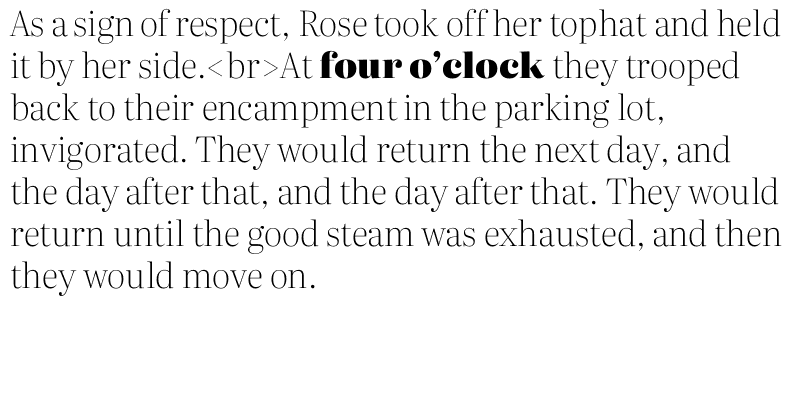 As a sign of respect, Rose took off her tophat and held
it by her side.<br>At four o’clock they trooped
back to their encampment in the parking lot,
invigorated. They would return the next day, and
the day after that, and the day after that. They would
return until the good steam was exhausted, and then
they would move on.